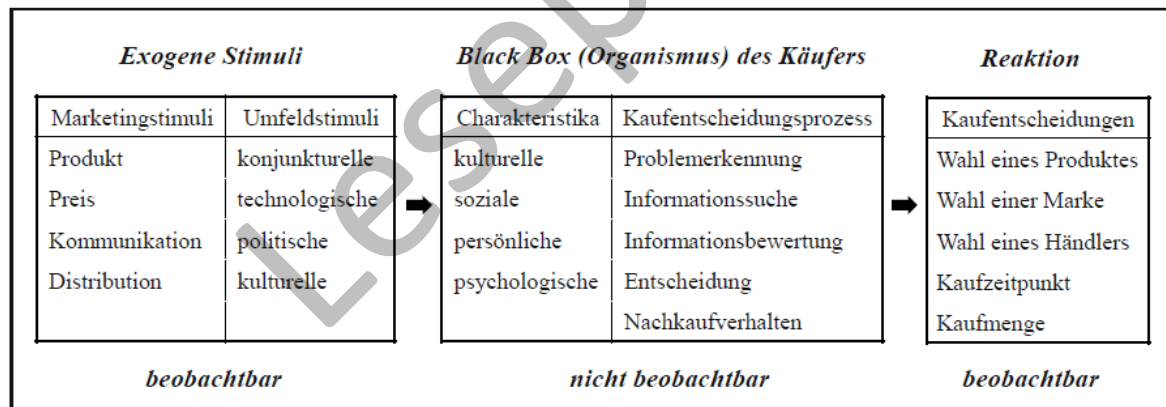 Exogene Stimuli Black Box (Organismus) des Käufers Reaktion
Marketingstimuli Umfeldstimuli Charakteristika Kaufentscheidungsprozess Kaufentscheidungen
Produkt konjunkturelle kulturelle Problemerkennung Wahl eines Produktes
Preis technologische soziale Informationssuche Wahl einer Marke
Kommunikation politische persönliche Informationsbewertung Wahl eines Händlers
Distribution kulturelle psychologische Entscheidung Kaufzeitpunkt
Nachkaufverhalten Kaufmenge
beobachtbar nicht beobachtbar beobachtbar
Lesep